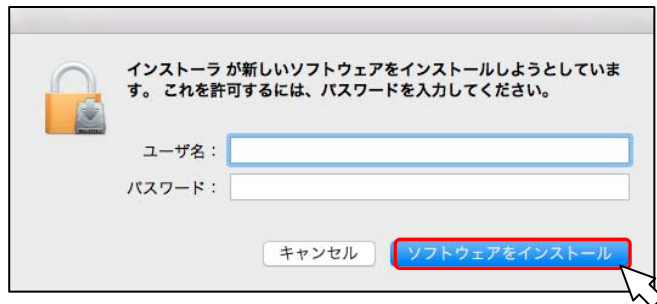 インストーラ が新しいソフトウェアをインストールしようとしていま
す。 これを許可するには、パスワードを入力してください。
ユーザ名：
パスワード：
キャンセル ソフトウェアをインストール